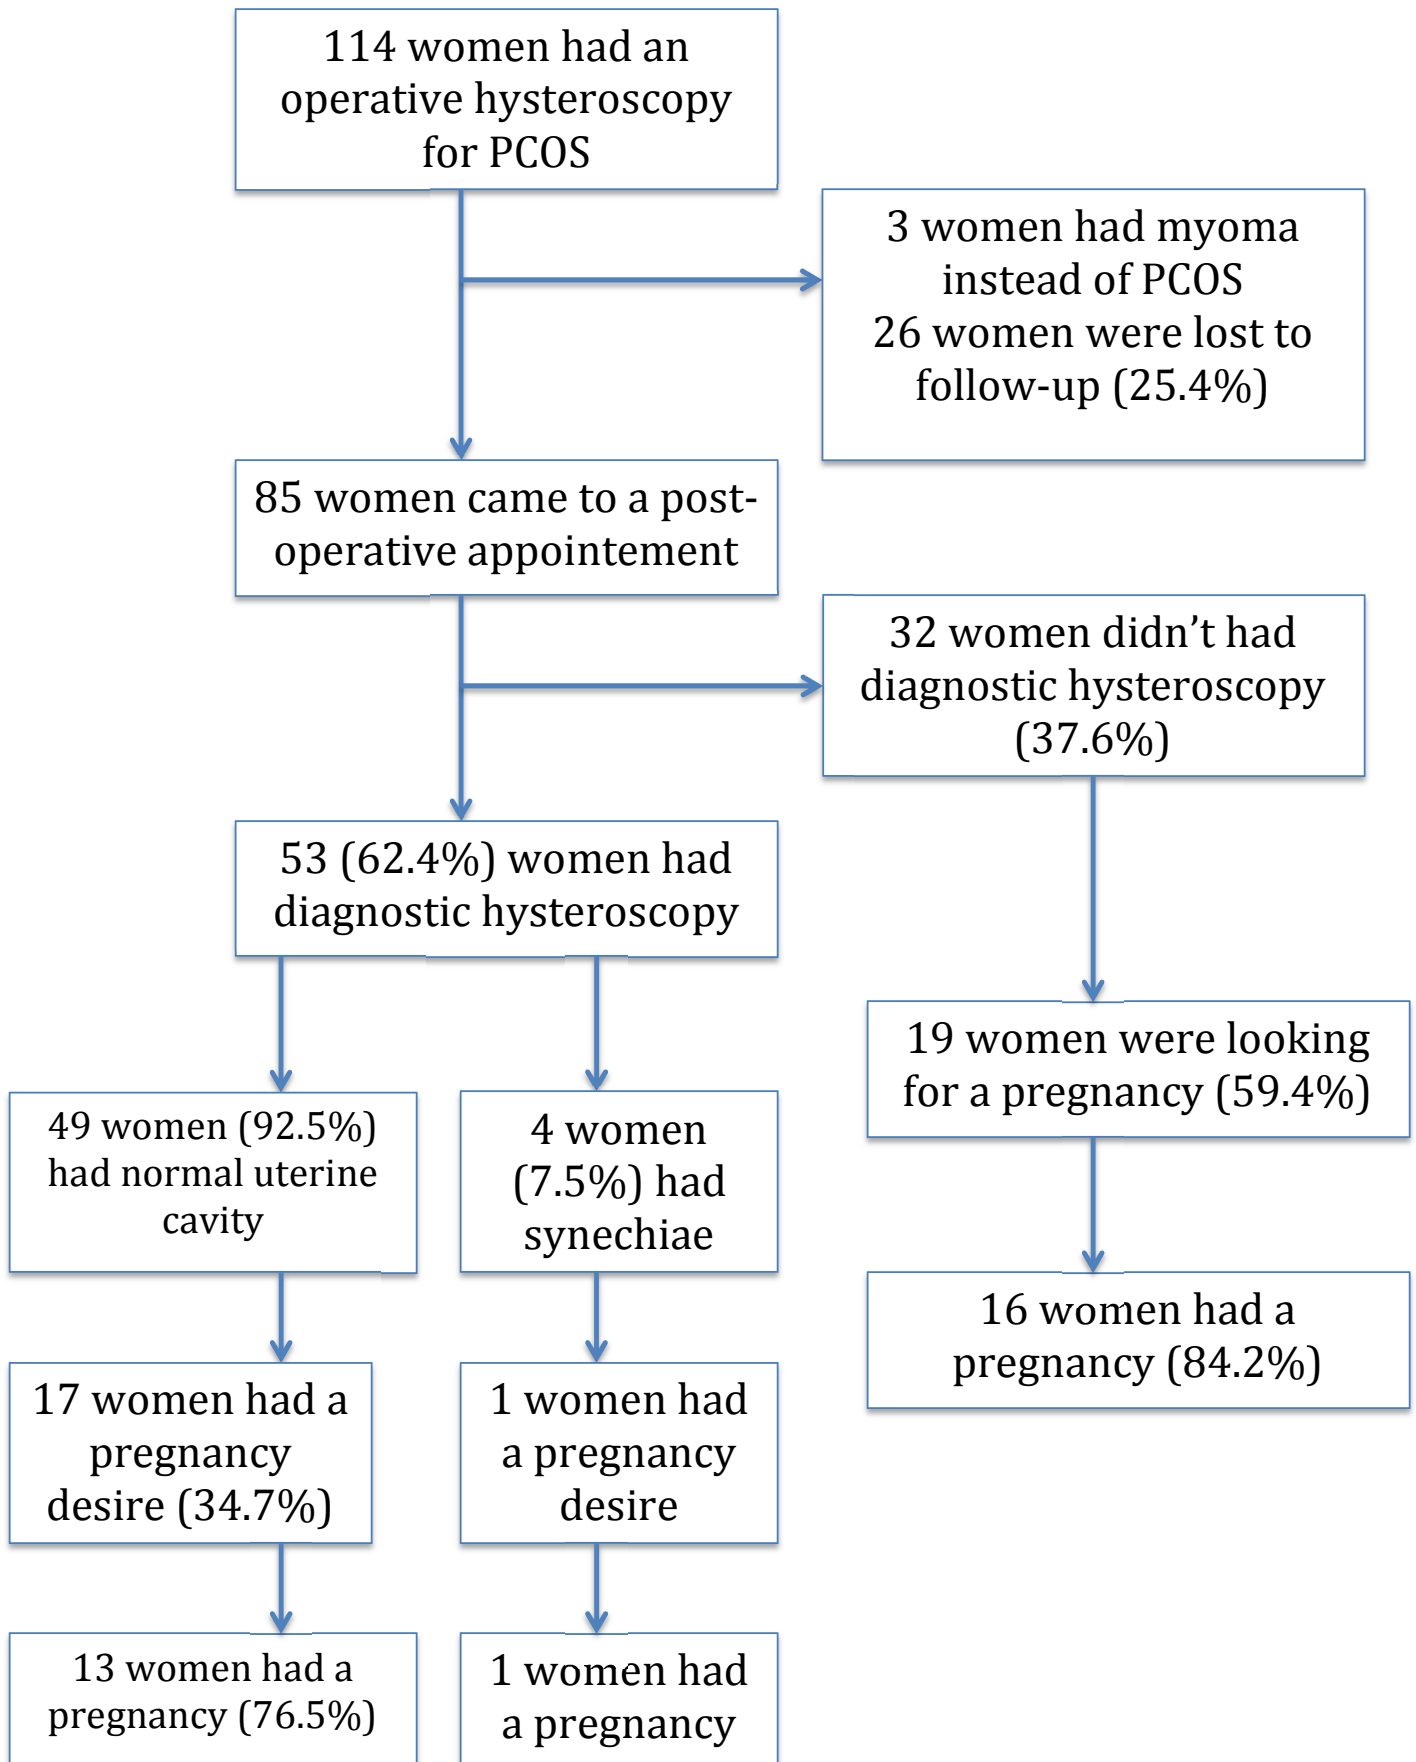 114 women had an
operative hysteroscopy
for PCOS
3 women had myoma
instead of PCOS
26 women were lost to
follow-up (25.4%)
85 women came to a post-
operative appointement
32 women didn’t had
diagnostic hysteroscopy
(37.6%)
53 (62.4%) women had
diagnostic hysteroscopy
19 women were looking
for a pregnancy (59.4%)
49 women (92.5%)
had normal uterine
cavity
4 women
(7.5%) had
synechiae
16 women had a
pregnancy (84.2%)
17 women had a
pregnancy
desire (34.7%)
1 women had
a pregnancy
desire
13 women had a
pregnancy (76.5%)
1 women had
a pregnancy